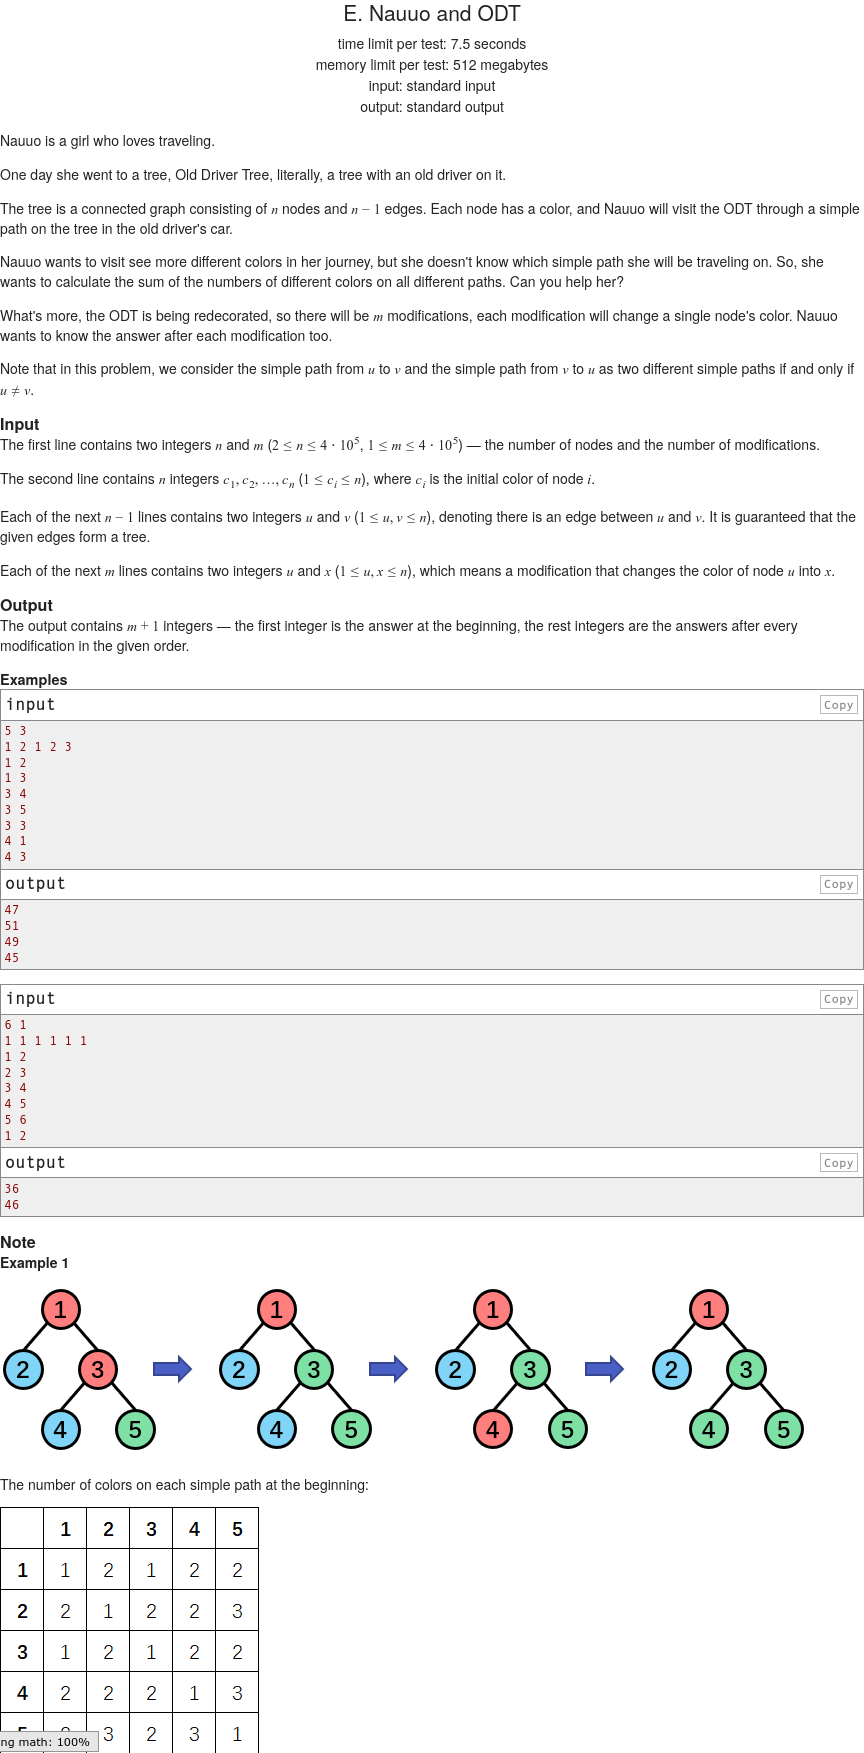 E. Nauuo and ODT
time limit per test: 7.5 seconds
memory limit per test: 512 megabytes
input: standard input
output: standard output
Nauuo is a girl who loves traveling.
One day she went to a tree, Old Driver Tree, literally, a tree with an old driver on it.
The tree is a connected graph consisting of n nodes and n − 1 edges. Each node has a color, and Nauuo will visit the ODT through a simple
path on the tree in the old driver's car.
Nauuo wants to visit see more different colors in her journey, but she doesn't know which simple path she will be traveling on. So, she
wants to calculate the sum of the numbers of different colors on all different paths. Can you help her?
What's more, the ODT is being redecorated, so there will be m modifications, each modification will change a single node's color. Nauuo
wants to know the answer after each modification too.
Note that in this problem, we consider the simple path from u to v and the simple path from v to u as two different simple paths if and only if
u ≠ v.
Input
The first line contains two integers n and m (2 ≤ n ≤ 4 · 10^5, 1 ≤ m ≤ 4 · 10^5) — the number of nodes and the number of modifications.
The second line contains n integers c_1, c_2, …, c_n (1 ≤ c_i ≤ n), where c_i is the initial color of node i.
Each of the next n − 1 lines contains two integers u and v (1 ≤ u, v ≤ n), denoting there is an edge between u and v. It is guaranteed that the
given edges form a tree.
Each of the next m lines contains two integers u and x (1 ≤ u, x ≤ n), which means a modification that changes the color of node u into x.
Output
The output contains m + 1 integers — the first integer is the answer at the beginning, the rest integers are the answers after every
modification in the given order.
Examples
input Copy
5 3
1 2 1 2 3
1 2
1 3
3 4
3 5
3 3
4 1
4 3
output Copy
47
51
49
45
input Copy
6 1
1 1 1 1 1 1
1 2
2 3
3 4
4 5
5 6
1 2
output Copy
36
46
Note
Example 1
1 1 1 1
2 3 2 3 2 3 2 3
4 5 4 5 4 5 4 5
The number of colors on each simple path at the beginning:
1 2 3 4 5
1 1 2 1 2 2
2 2 1 2 2 3
3 1 2 1 2 2
4 2 2 2 1 3
3 2 3 1
ng math: 100%